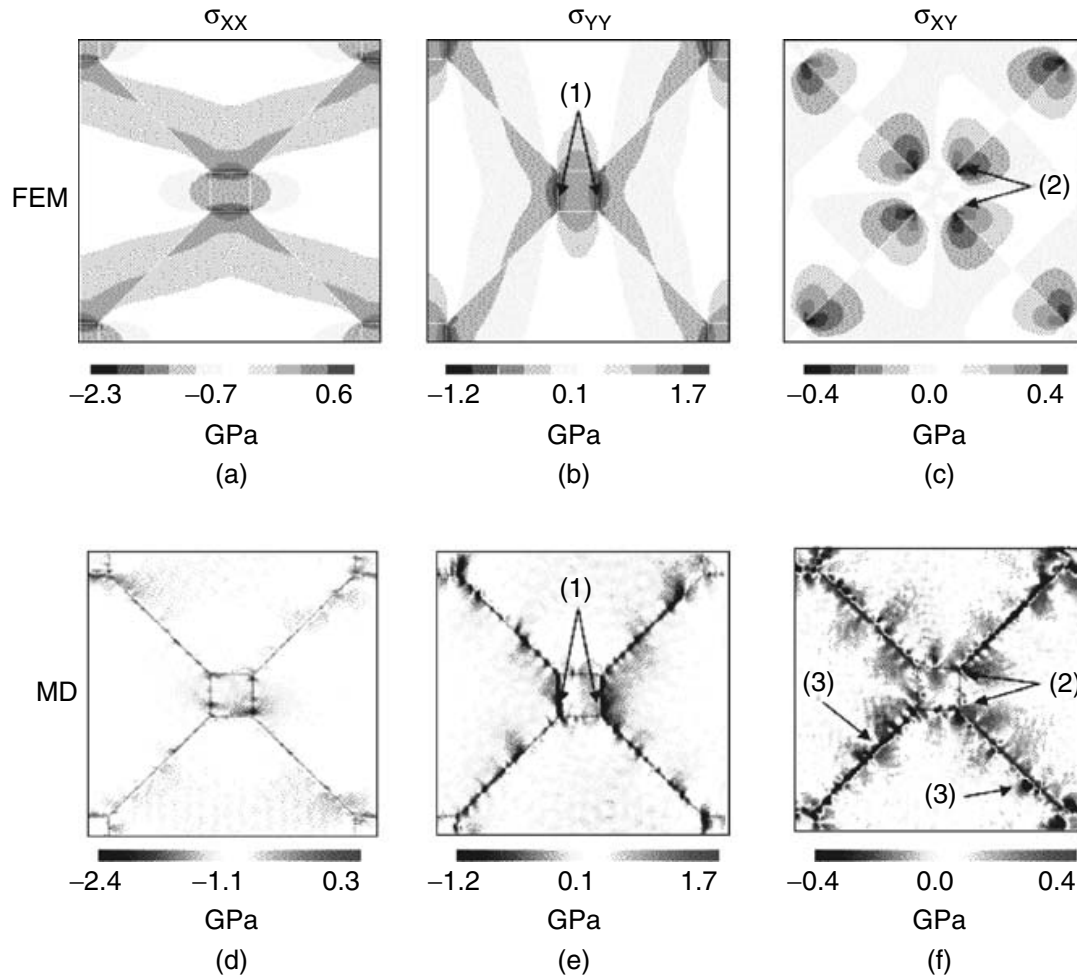 σXX σYY σXY
(1)
(2)
FEM
−2.3 −0.7 0.6 −1.2 0.1 1.7 −0.4 0.0 0.4
GPa GPa GPa
(a) (b) (c)
(1)
MD
(3) (2)
(3)
−2.4 −1.1 0.3 −1.2 0.1 1.7 −0.4 0.0 0.4
GPa GPa GPa
(d) (e) (f)